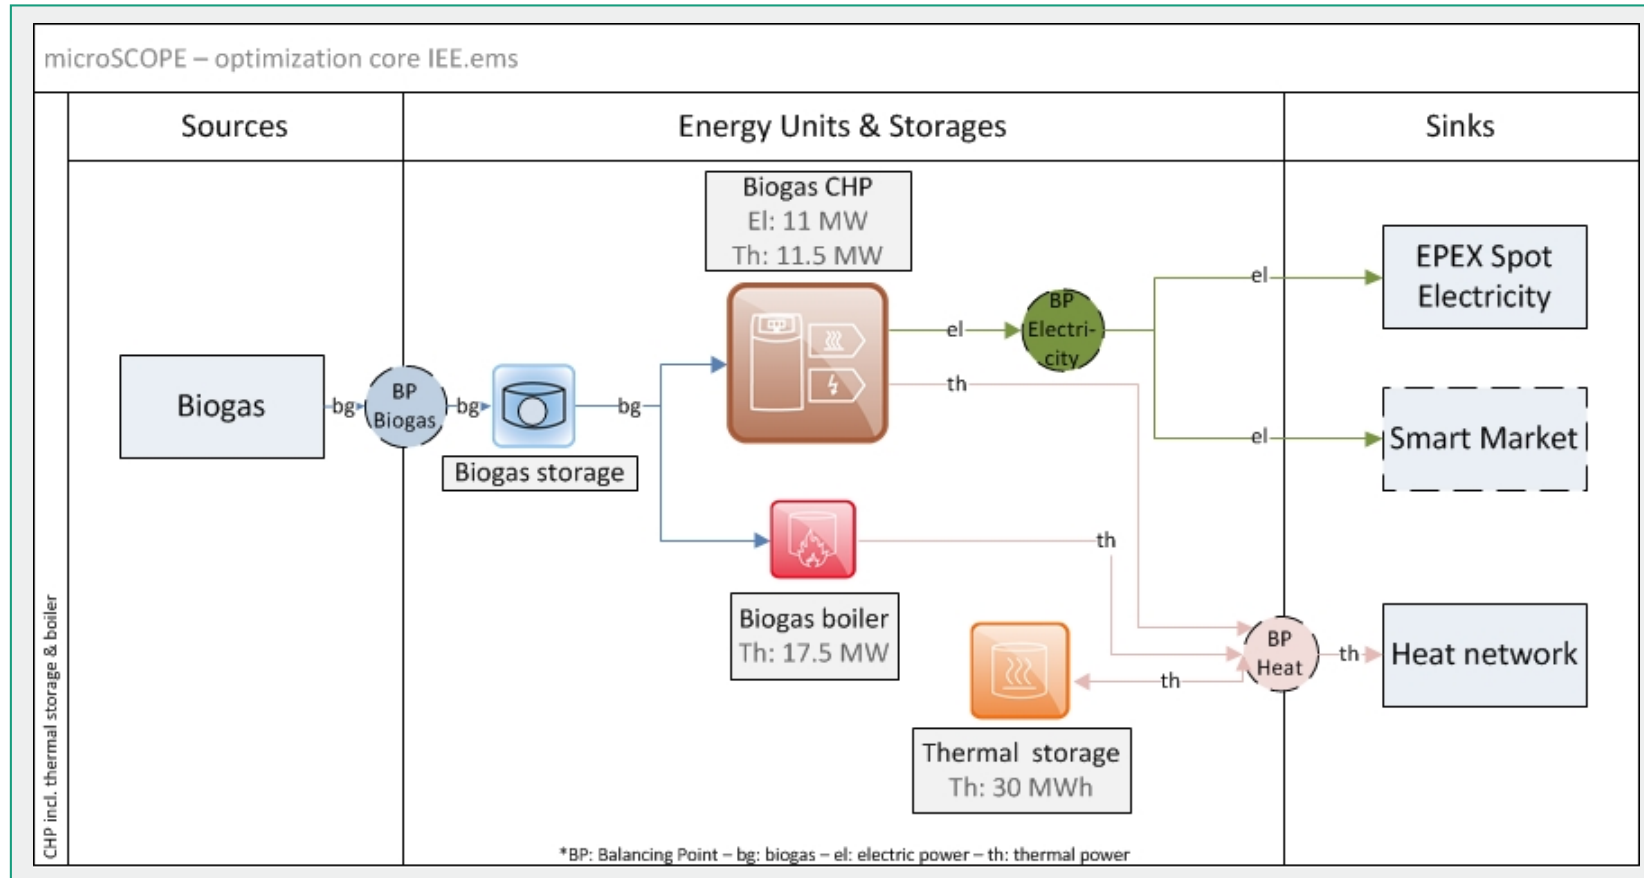 microSCOPE – optimization core IEE.ems
Sources
Energy Units & Storages
Sinks
CHP incl. thermal storage & boiler
Biogas
bg
BP
Biogas
bg
Biogas storage
bg
Biogas CHP
El: 11 MW
Th: 11.5 MW
el
th
BP
Electri-
city
el
el
EPEX Spot
Electricity
Smart Market
Biogas boiler
Th: 17.5 MW
th
Thermal storage
Th: 30 MWh
th
BP
Heat
th
Heat network
*BP: Balancing Point – bg: biogas – el: electric power – th: thermal power